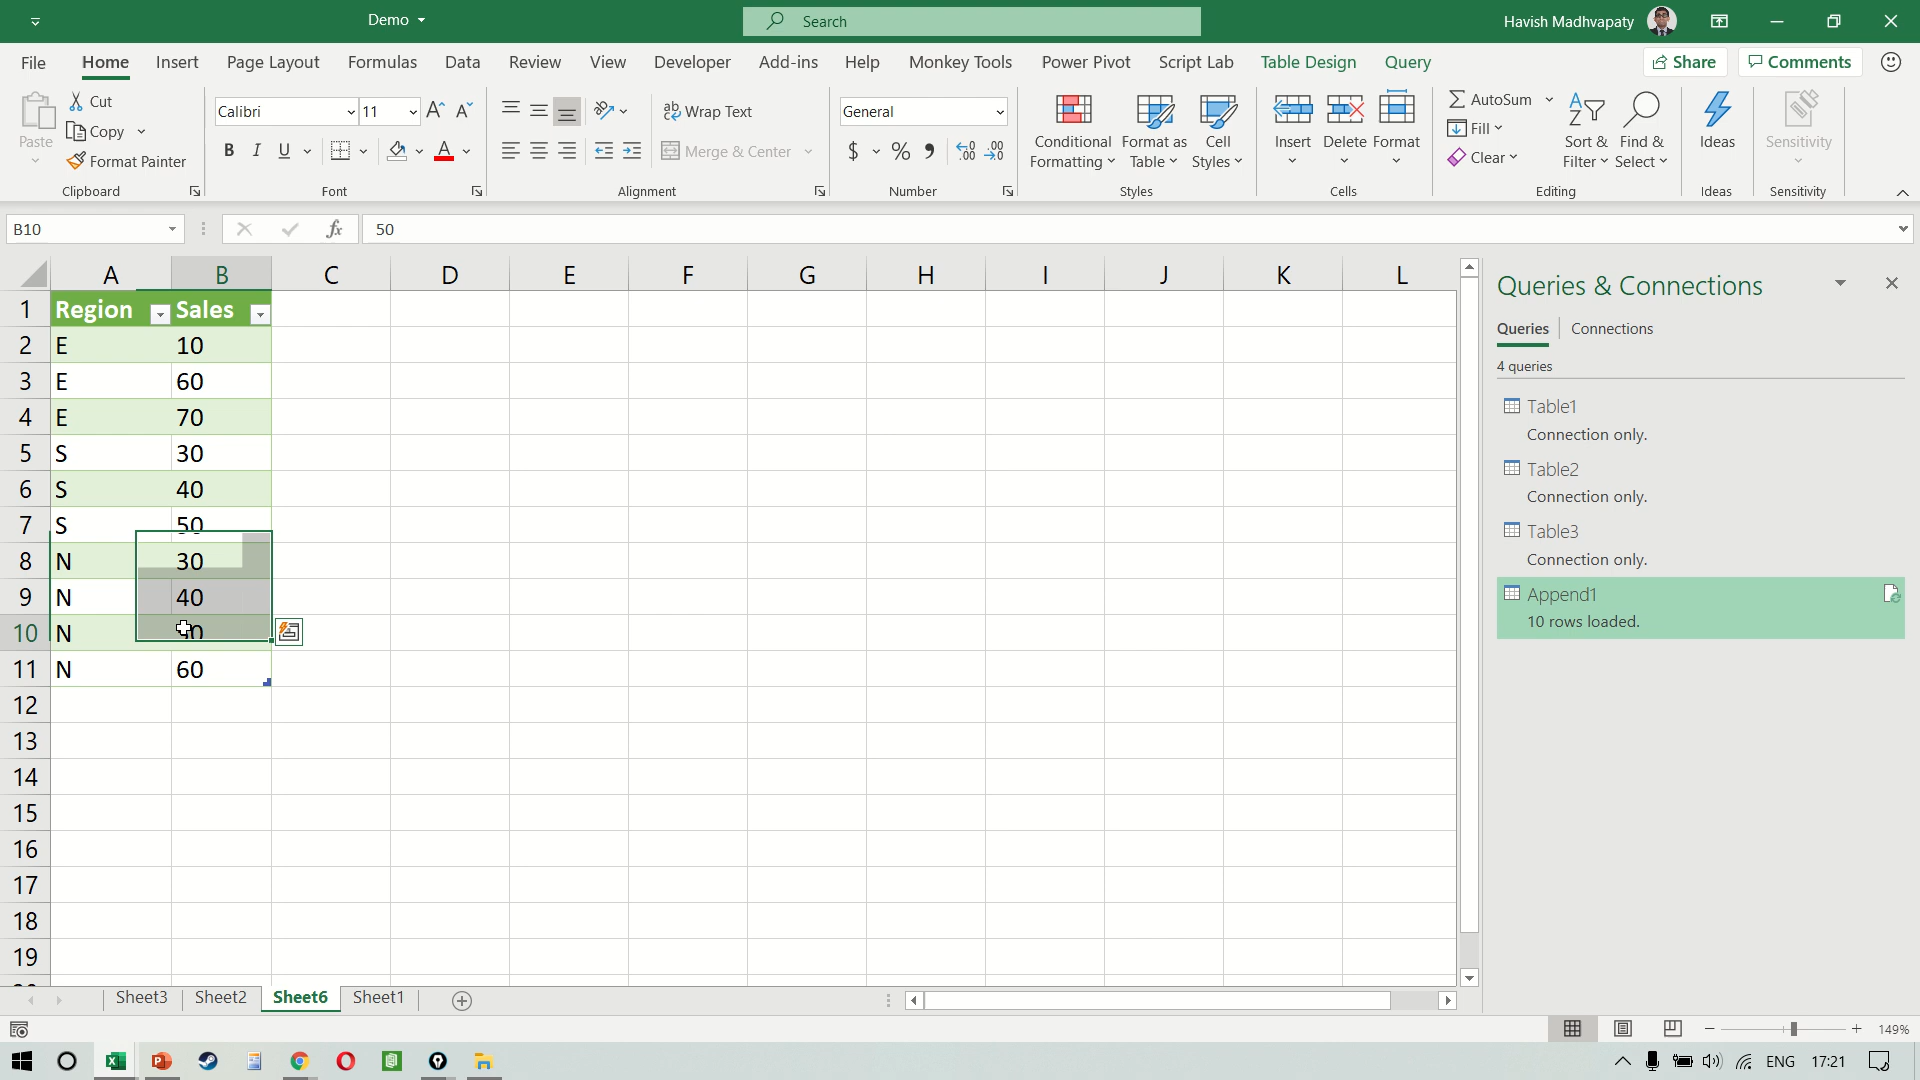 Demo
Search
Havish Madhvapaty
File Home Insert Page Layout Formulas Data Review View Developer Add-ins Help Monkey Tools Power Pivot Script Lab Table Design Query
Share
Comments
Paste
Cut
Copy
Format Painter
Clipboard
Calibri 11
B I U A
Font
Wrap Text
Merge & Center
Alignment
General
$ % ,
Number
Conditional Formatting
Format as Table
Cell Styles
Styles
Insert
Delete
Format
Cells
AutoSum
Fill
Clear
Sort & Filter
Find & Select
Editing
Ideas
Ideas
Sensitivity
Sensitivity
B10
fx
50
A B C D E F G H I J K L
1 Region Sales
2 E 10
3 E 60
4 E 70
5 S 30
6 S 40
7 S 50
8 N 30
9 N 40
10 N
11 N 60
12
13
14
15
16
17
18
19
Queries & Connections
Queries
Connections
4 queries
Table1
Connection only.
Table2
Connection only.
Table3
Connection only.
Append1
10 rows loaded.
Sheet3 Sheet2 Sheet6 Sheet1
149%
ENG 17:21